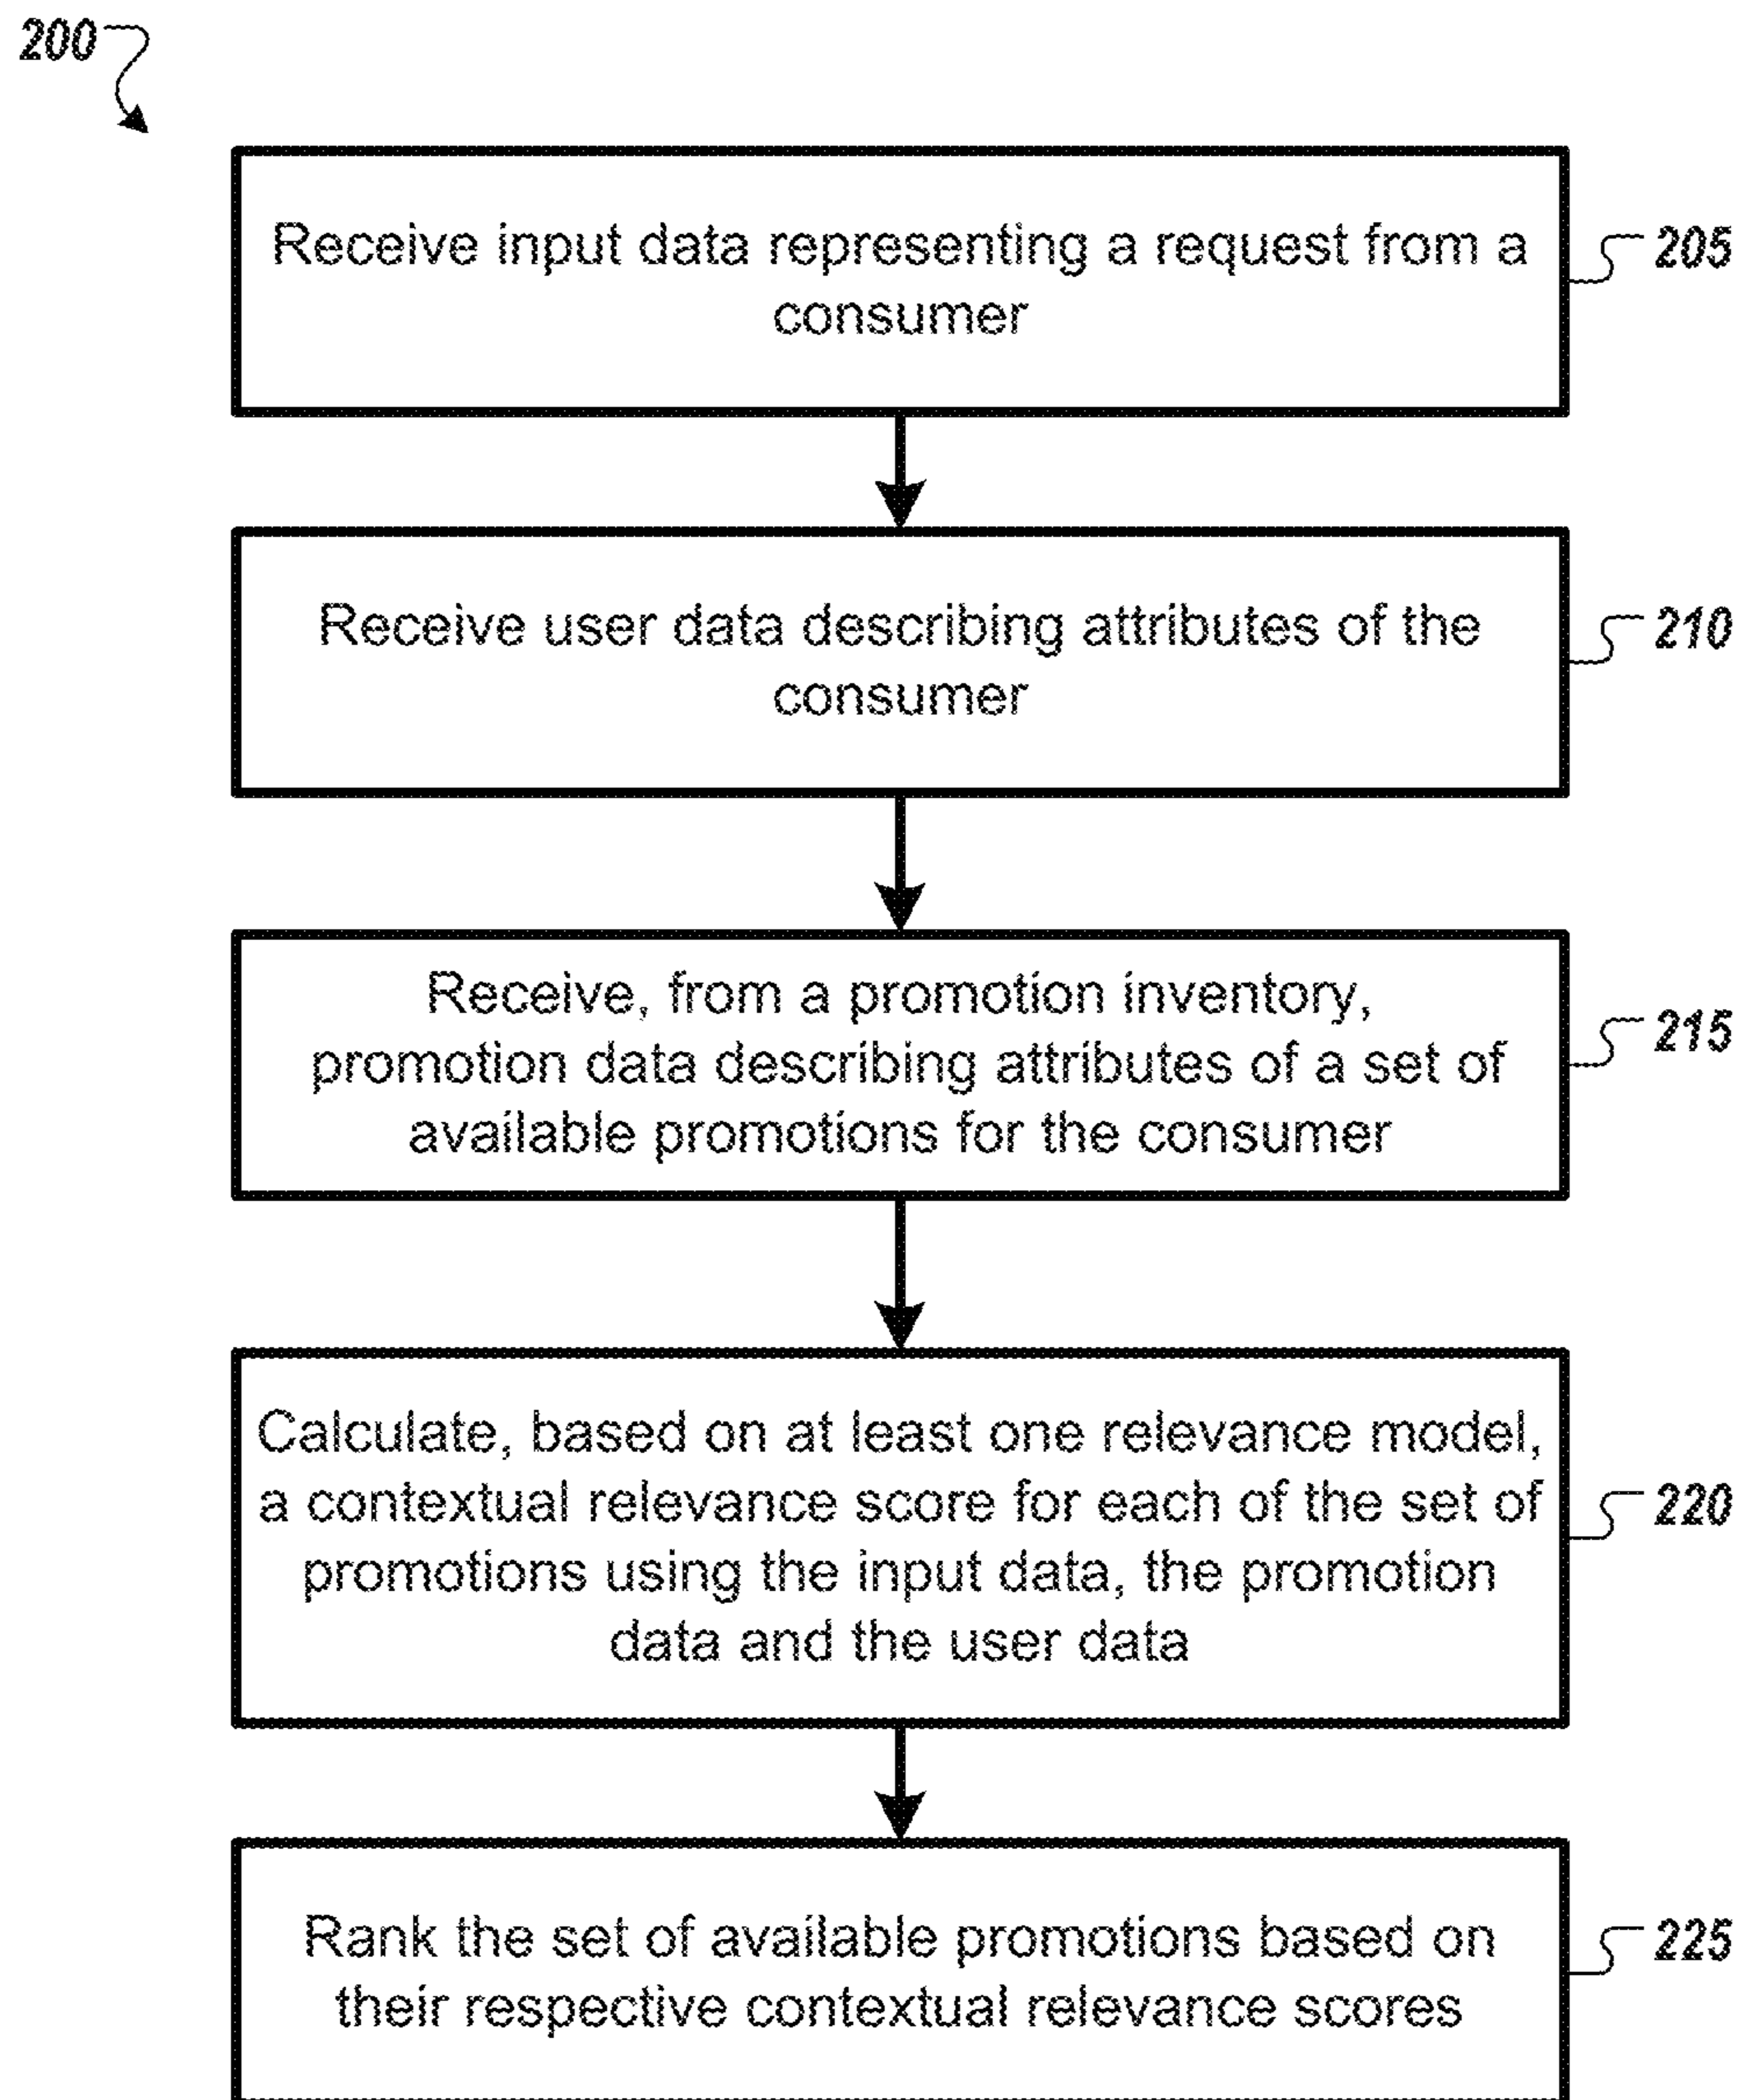 200
Receive input data representing a request from a
consumer
205
Receive user data describing attributes of the
consumer
210
Receive, from a promotion inventory,
promotion data describing attributes of a set of
available promotions for the consumer
215
Calculate, based on at least one relevance model,
a contextual relevance score for each of the set of
promotions using the input data, the promotion
data and the user data
220
Rank the set of available promotions based on
their respective contextual relevance scores
225